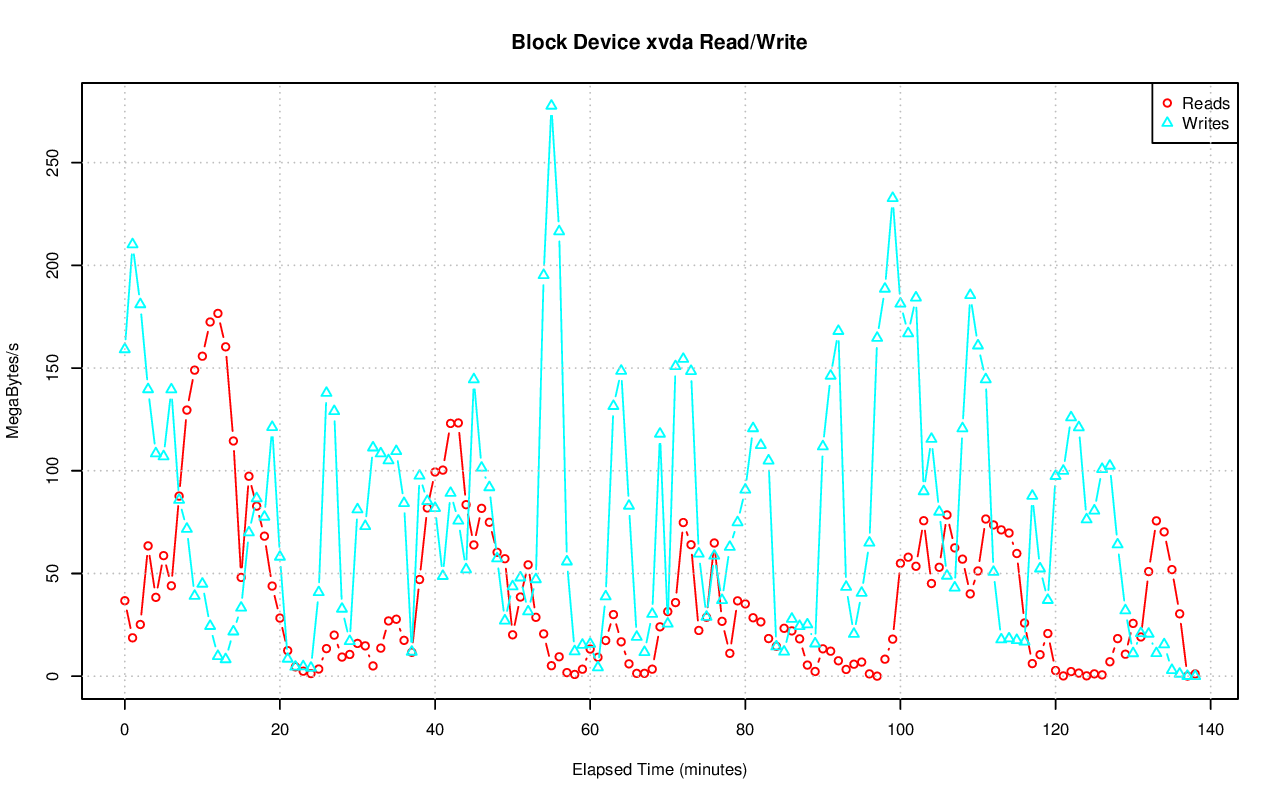 Block Device xvda Read/Write
Reads
Writes
MegaBytes/s
250
200
150
100
50
0
0 20 40 60 80 100 120 140
Elapsed Time (minutes)